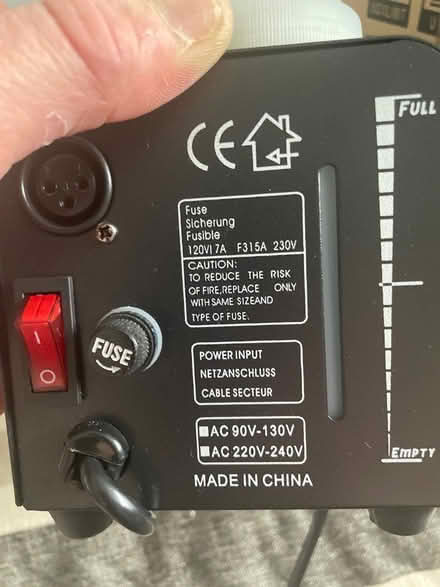 FULL
CE
Fuse
Sicherung
Fusible
120V| 7A F315A 230V
CAUTION:
TO REDUCE THE RISK
OF FIRE,REPLACE ONLY
WITH SAME SIZEAND
TYPE OF FUSE.
I
O
FUSE
POWER INPUT
NETZANSCHLUSS
CABLE SECTEUR
AC 90V-130V
AC 220V-240V
EMPTY
MADE IN CHINA